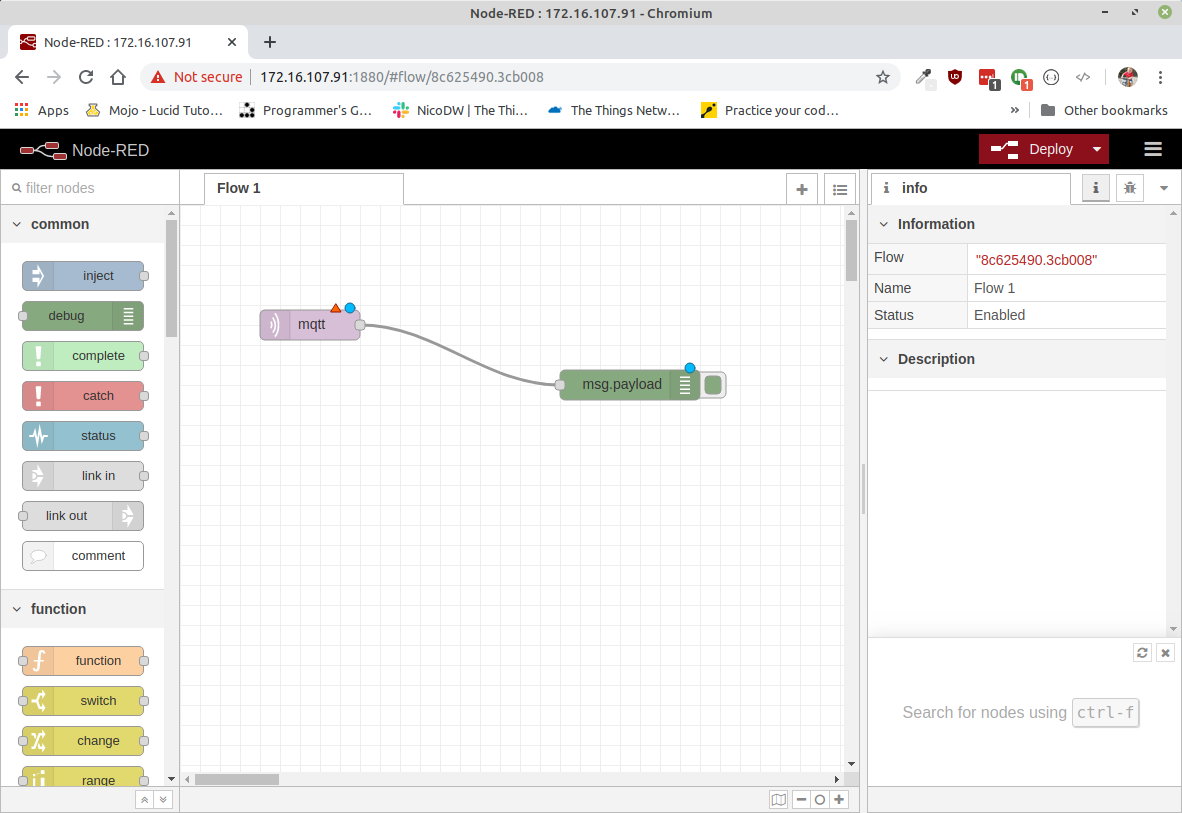 Node-RED : 172.16.107.91 - Chromium
Node-RED : 172.16.107.91
Not secure 172.16.107.91:1880/#flow/8c625490.3cb008
1 1
Apps Mojo - Lucid Tuto… Programmer's G… NicoDW | The Thi… The Things Netw… Practice your cod… » Other bookmarks
Node-RED Deploy
filter nodes
Flow 1
info
common
inject
debug
complete
catch
status
link in
link out
comment
function
function
switch
change
range
mqtt
msg.payload
Information
Flow "8c625490.3cb008"
Name Flow 1
Status Enabled
Description
Search for nodes using ctrl-f